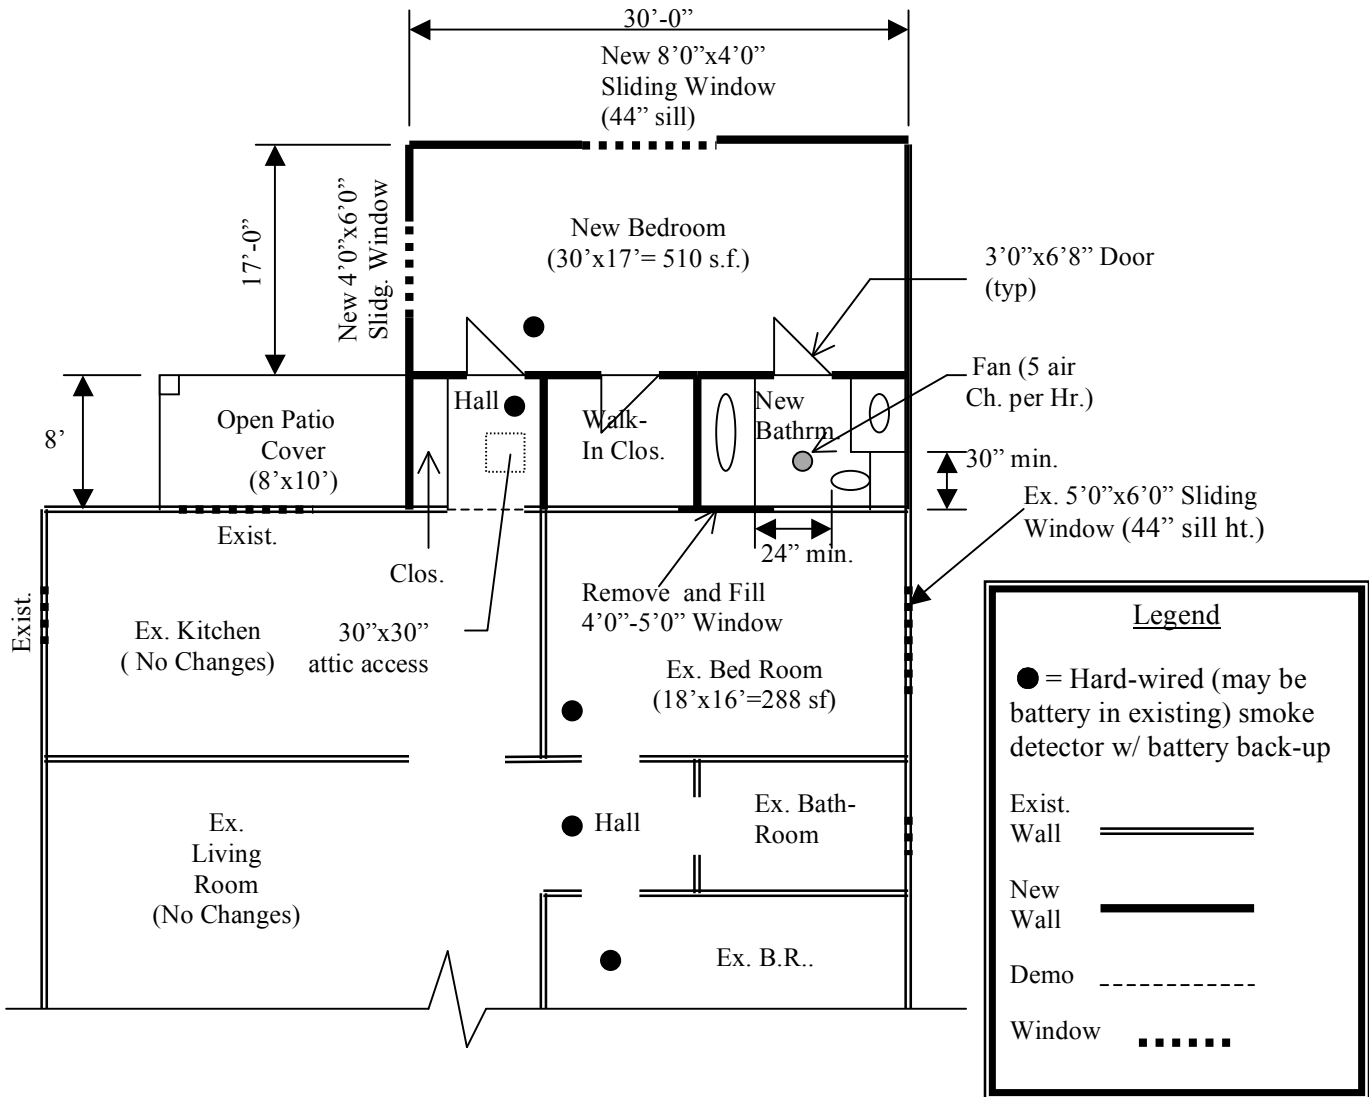 30’-0”
New 8’0”x4’0”
Sliding Window
(44” sill)
17’-0”
New 4’0”x6’0”
Slidg. Window
New Bedroom
(30’x17’= 510 s.f.)
3’0”x6’8” Door
(typ)
Fan (5 air
Ch. per Hr.)
8’
Open Patio
Cover
(8’x10’)
Hall
Walk-
In Clos.
New
Bathrm.
30” min.
Ex. 5’0”x6’0” Sliding
Window (44” sill ht.)
Exist.
24” min.
Clos.
Exist.
Ex. Kitchen
( No Changes)
30”x30”
attic access
Remove and Fill
4’0”-5’0” Window
Ex. Bed Room
(18’x16’=288 sf)
Ex.
Living
Room
(No Changes)
Hall
Ex. Bath-
Room
Ex. B.R..
Legend
= Hard-wired (may be
battery in existing) smoke
detector w/ battery back-up
Exist.
Wall
New
Wall
Demo
Window